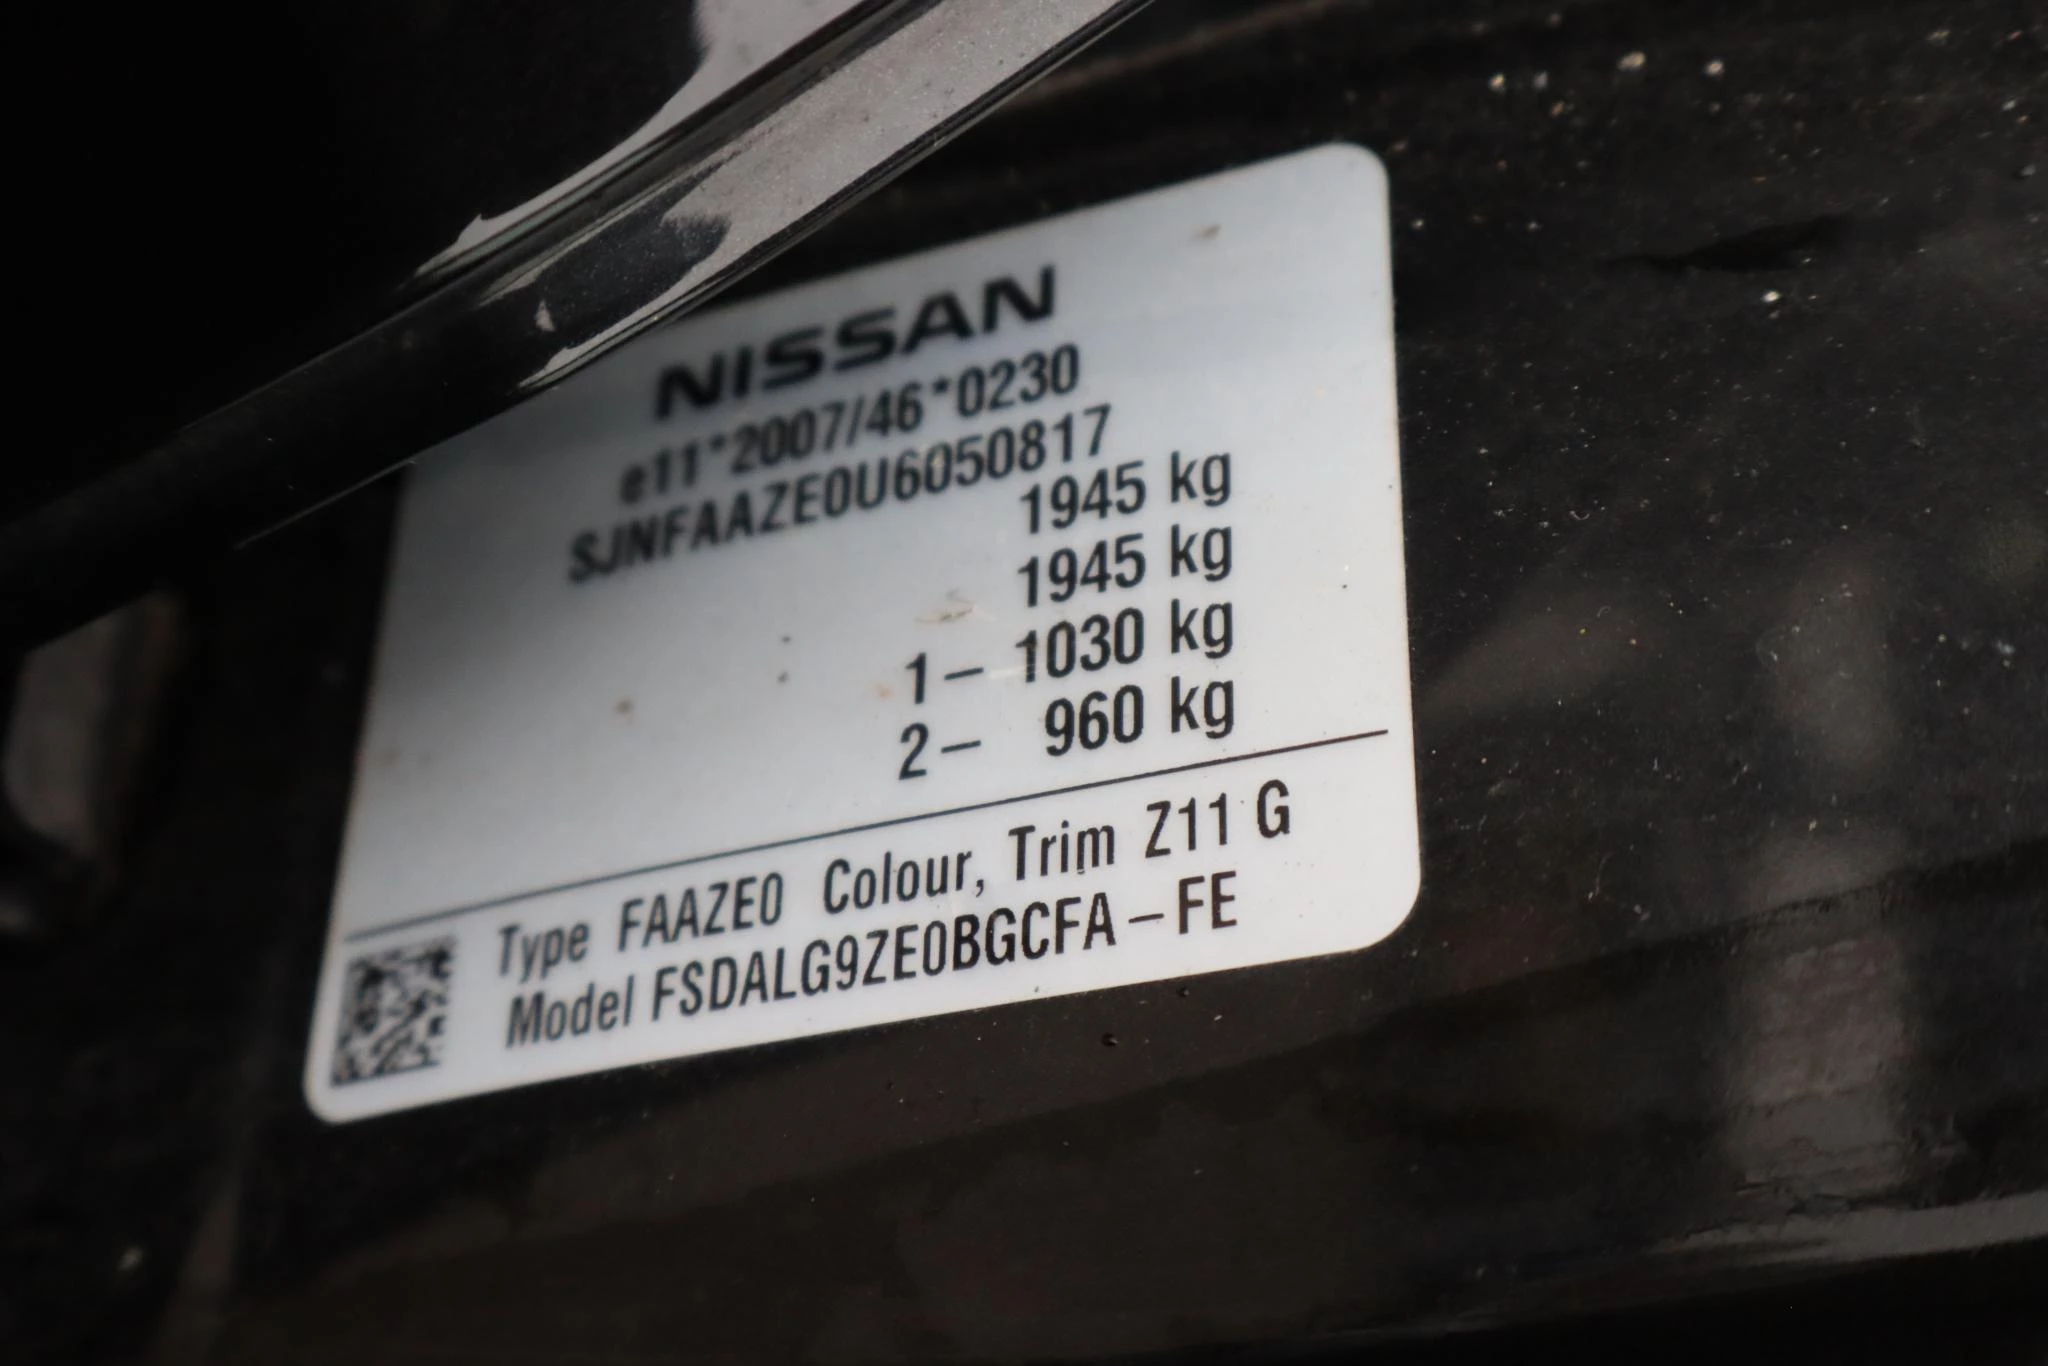 NISSAN
e11*2007/46*0230
SJNFAAZE0U6050817
1945 kg
1945 kg
1 – 1030 kg
2 – 960 kg
Type FAAZE0 Colour, Trim Z11 G
Model FSDALG9ZE0BGCFA – FE